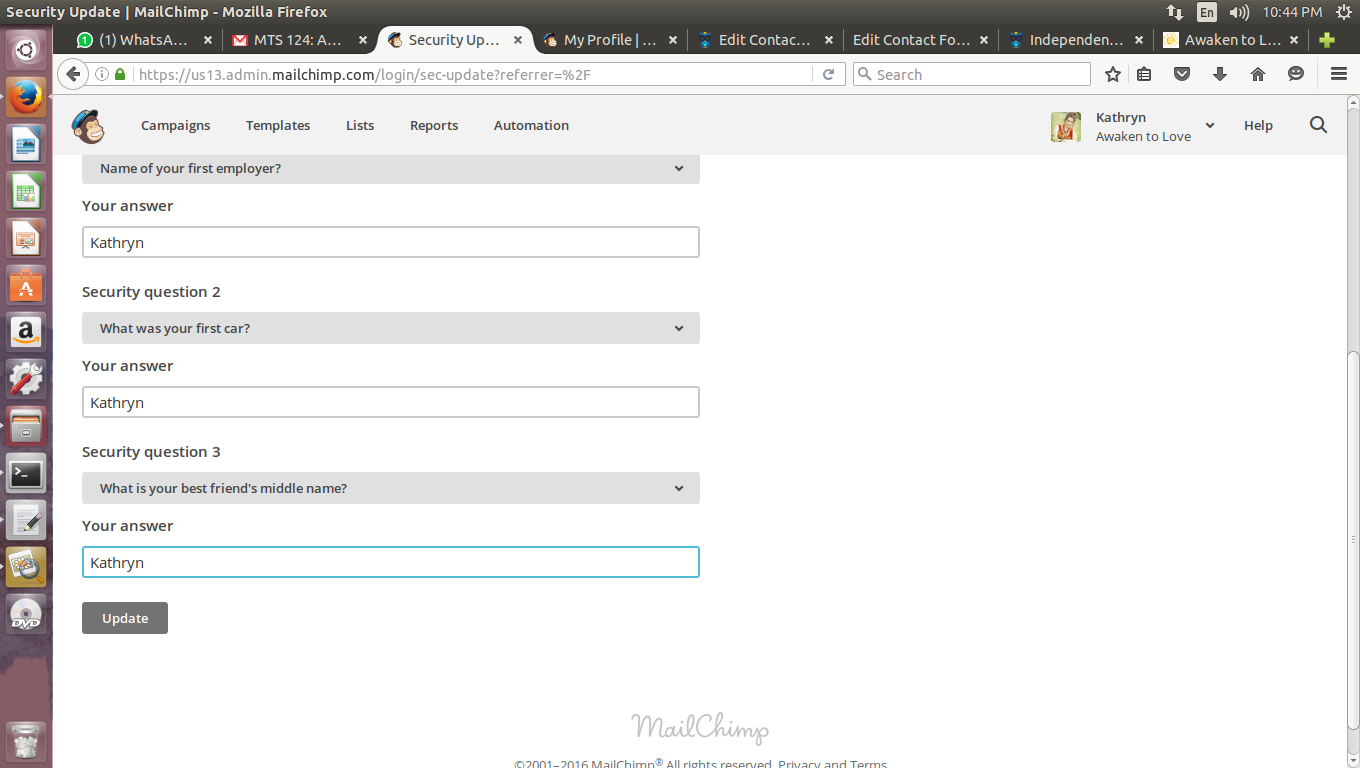 Security Update | MailChimp - Mozilla Firefox
En
10:44 PM
(1) WhatsA...
MTS 124: A...
Security Up...
My Profile | ...
Edit Contac...
Edit Contact Fo...
Independen...
Awaken to L...
https://us13.admin.mailchimp.com/login/sec-update?referrer=%2F
Search
Campaigns
Templates
Lists
Reports
Automation
Kathryn
Awaken to Love
Help
Name of your first employer?
Your answer
Kathryn
Security question 2
What was your first car?
Your answer
Kathryn
Security question 3
What is your best friend's middle name?
Your answer
Kathryn
Update
MailChimp
©2001–2016 MailChimp® All rights reserved. Privacy and Terms